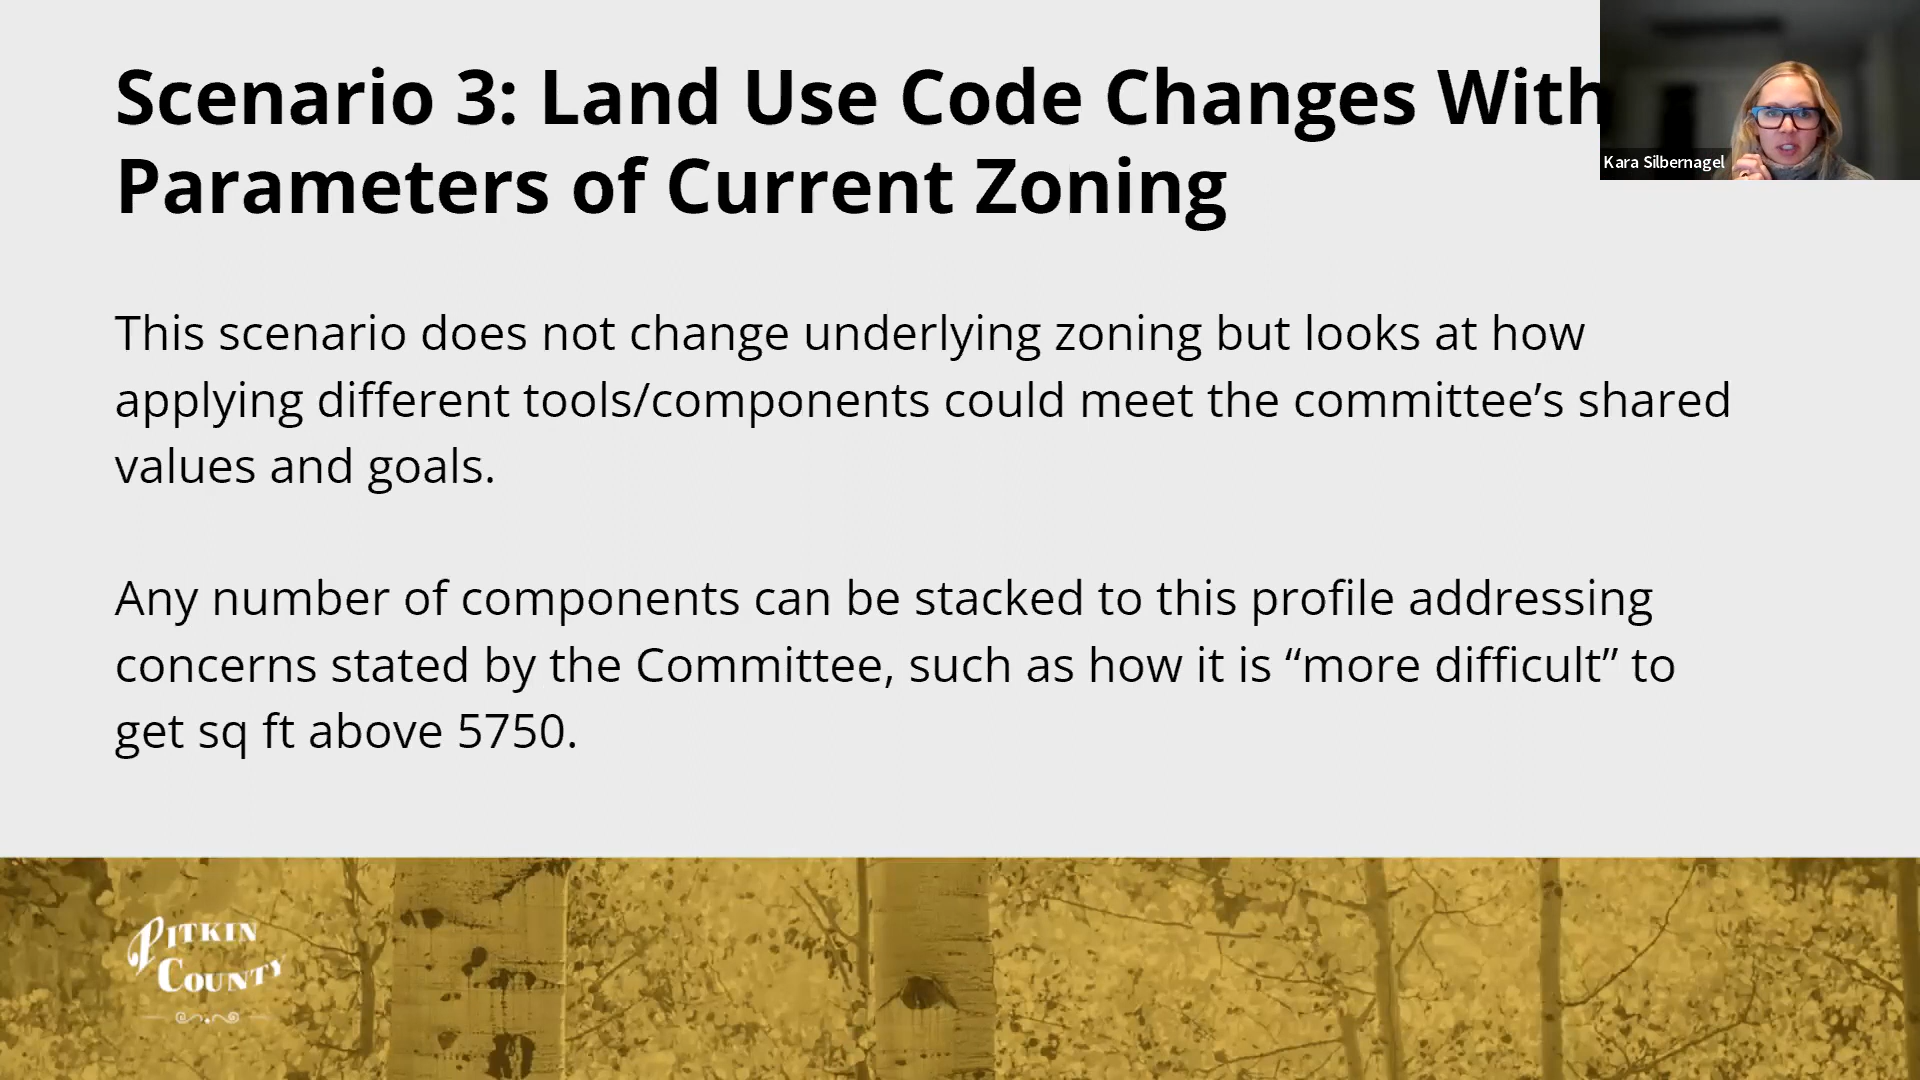 Scenario 3: Land Use Code Changes With
Parameters of Current Zoning
Kara Silbernagel
This scenario does not change underlying zoning but looks at how
applying different tools/components could meet the committee’s shared
values and goals.
Any number of components can be stacked to this profile addressing
concerns stated by the Committee, such as how it is “more difficult” to
get sq ft above 5750.
PITKIN
COUNTY